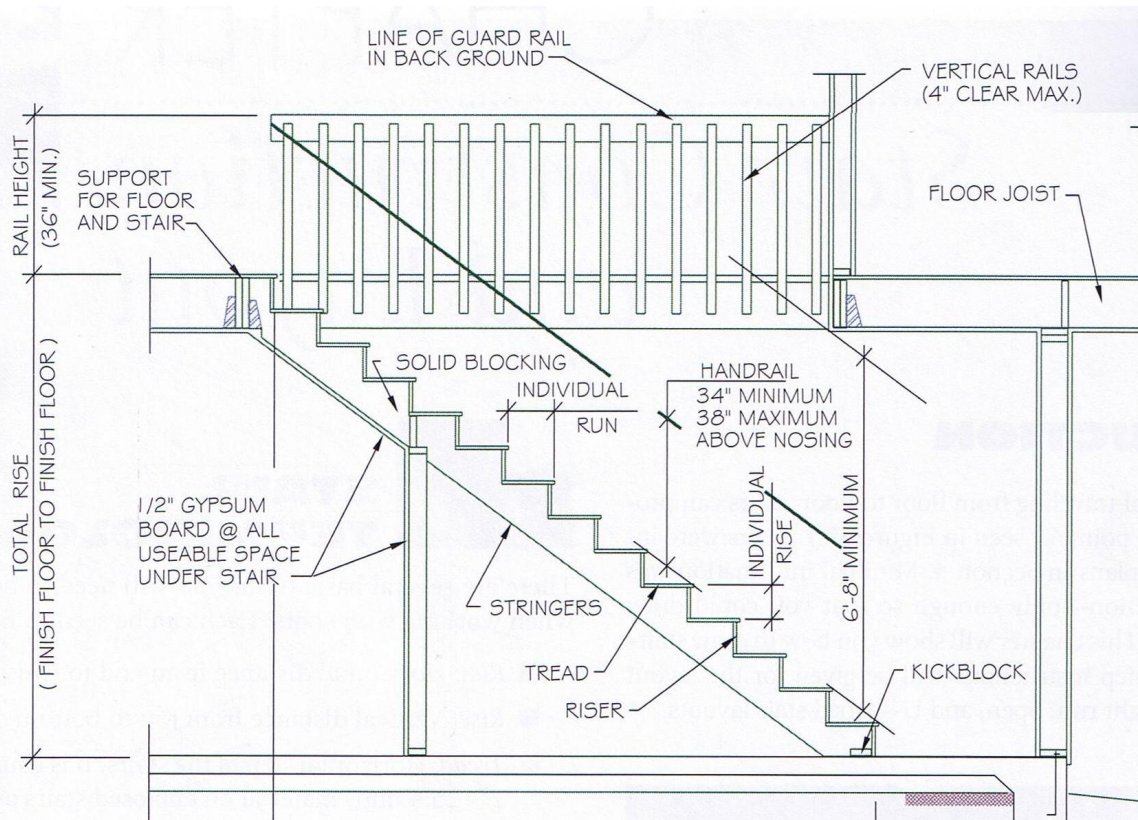 LINE OF GUARD RAIL
IN BACK GROUND
VERTICAL RAILS
(4" CLEAR MAX.)
RAIL HEIGHT
(36" MIN.)
SUPPORT
FOR FLOOR
AND STAIR
FLOOR JOIST
SOLID BLOCKING
INDIVIDUAL
RUN
HANDRAIL
34" MINIMUM
38" MAXIMUM
ABOVE NOSING
TOTAL RISE
("FINISH FLOOR TO FINISH FLOOR.)
1/2" GYPSUM
BOARD @ ALL
USEABLE SPACE
UNDER STAIR
INDIVIDUAL
RISE
6'-8" MINIMUM
STRINGERS
TREAD
RISER
KICKBLOCK